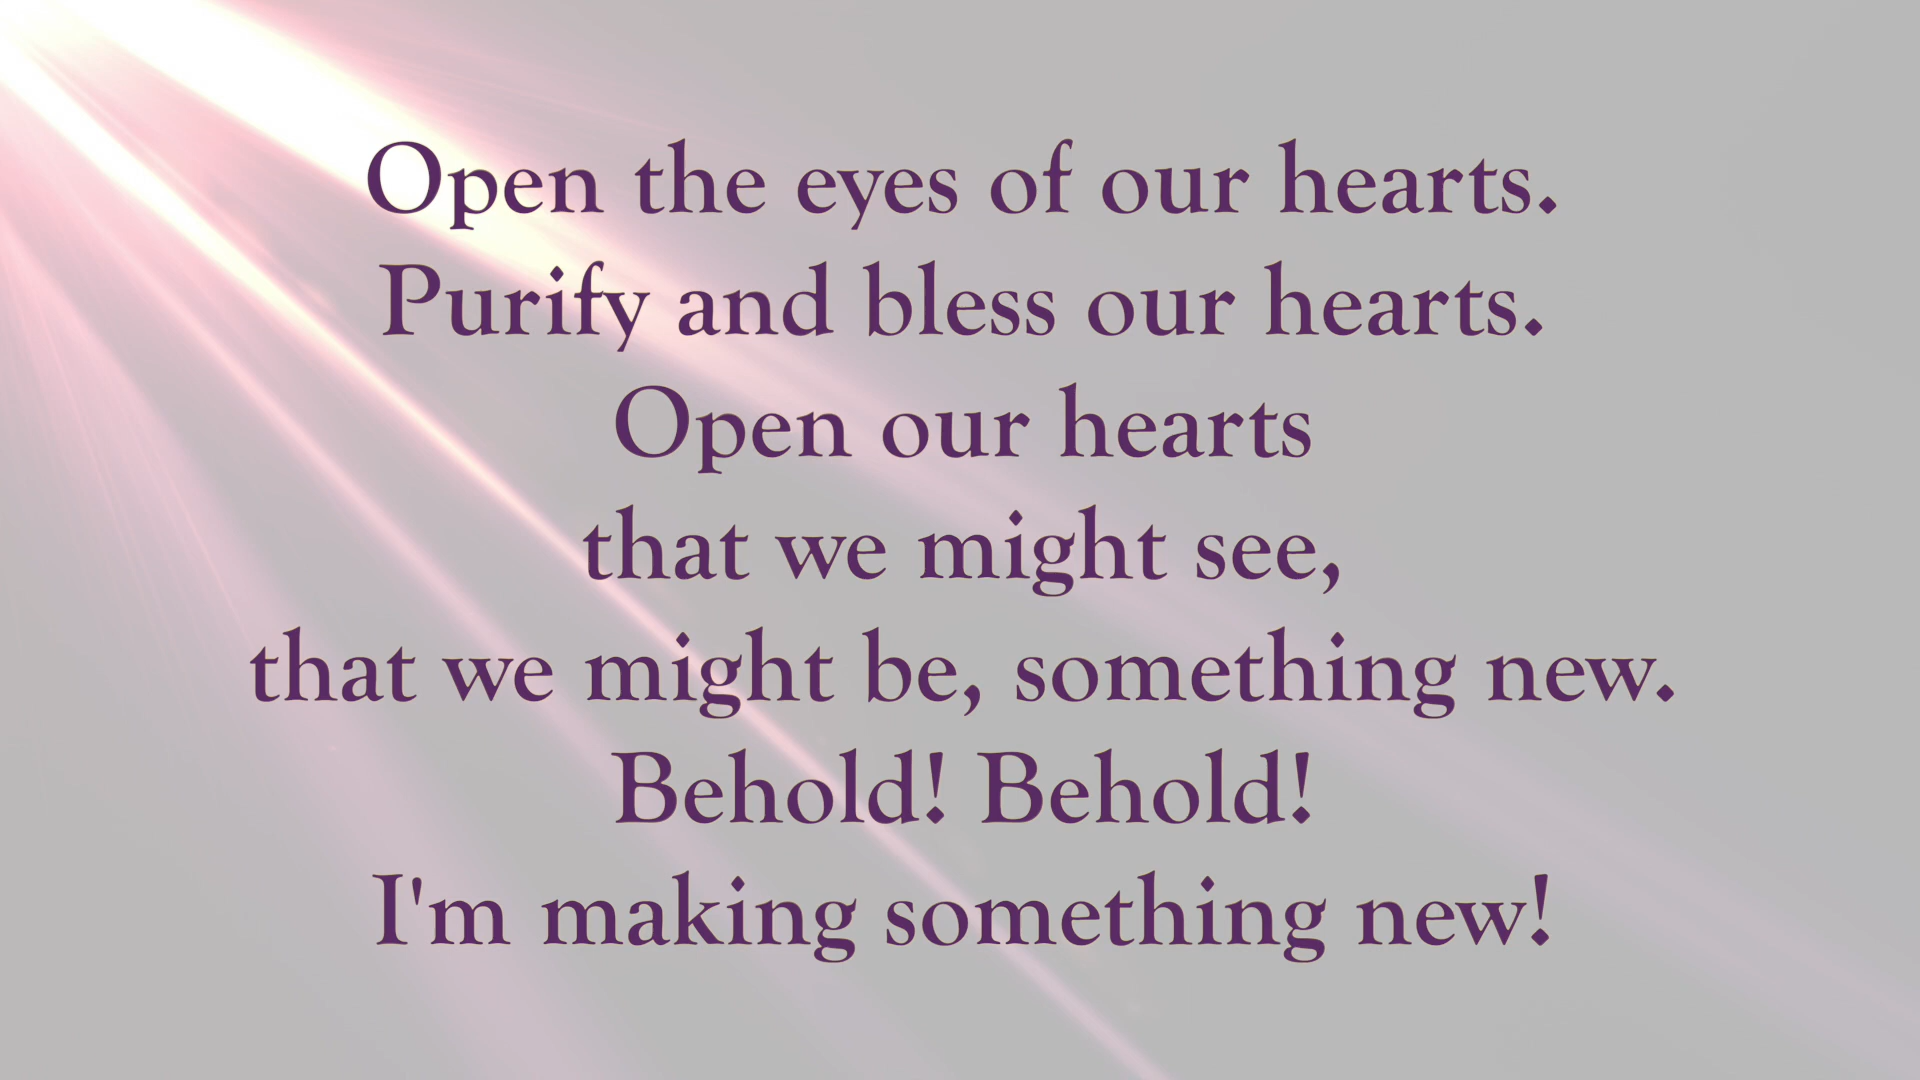 Open the eyes of our hearts.
Purify and bless our hearts.
Open our hearts
that we might see,
that we might be, something new.
Behold! Behold!
I'm making something new!